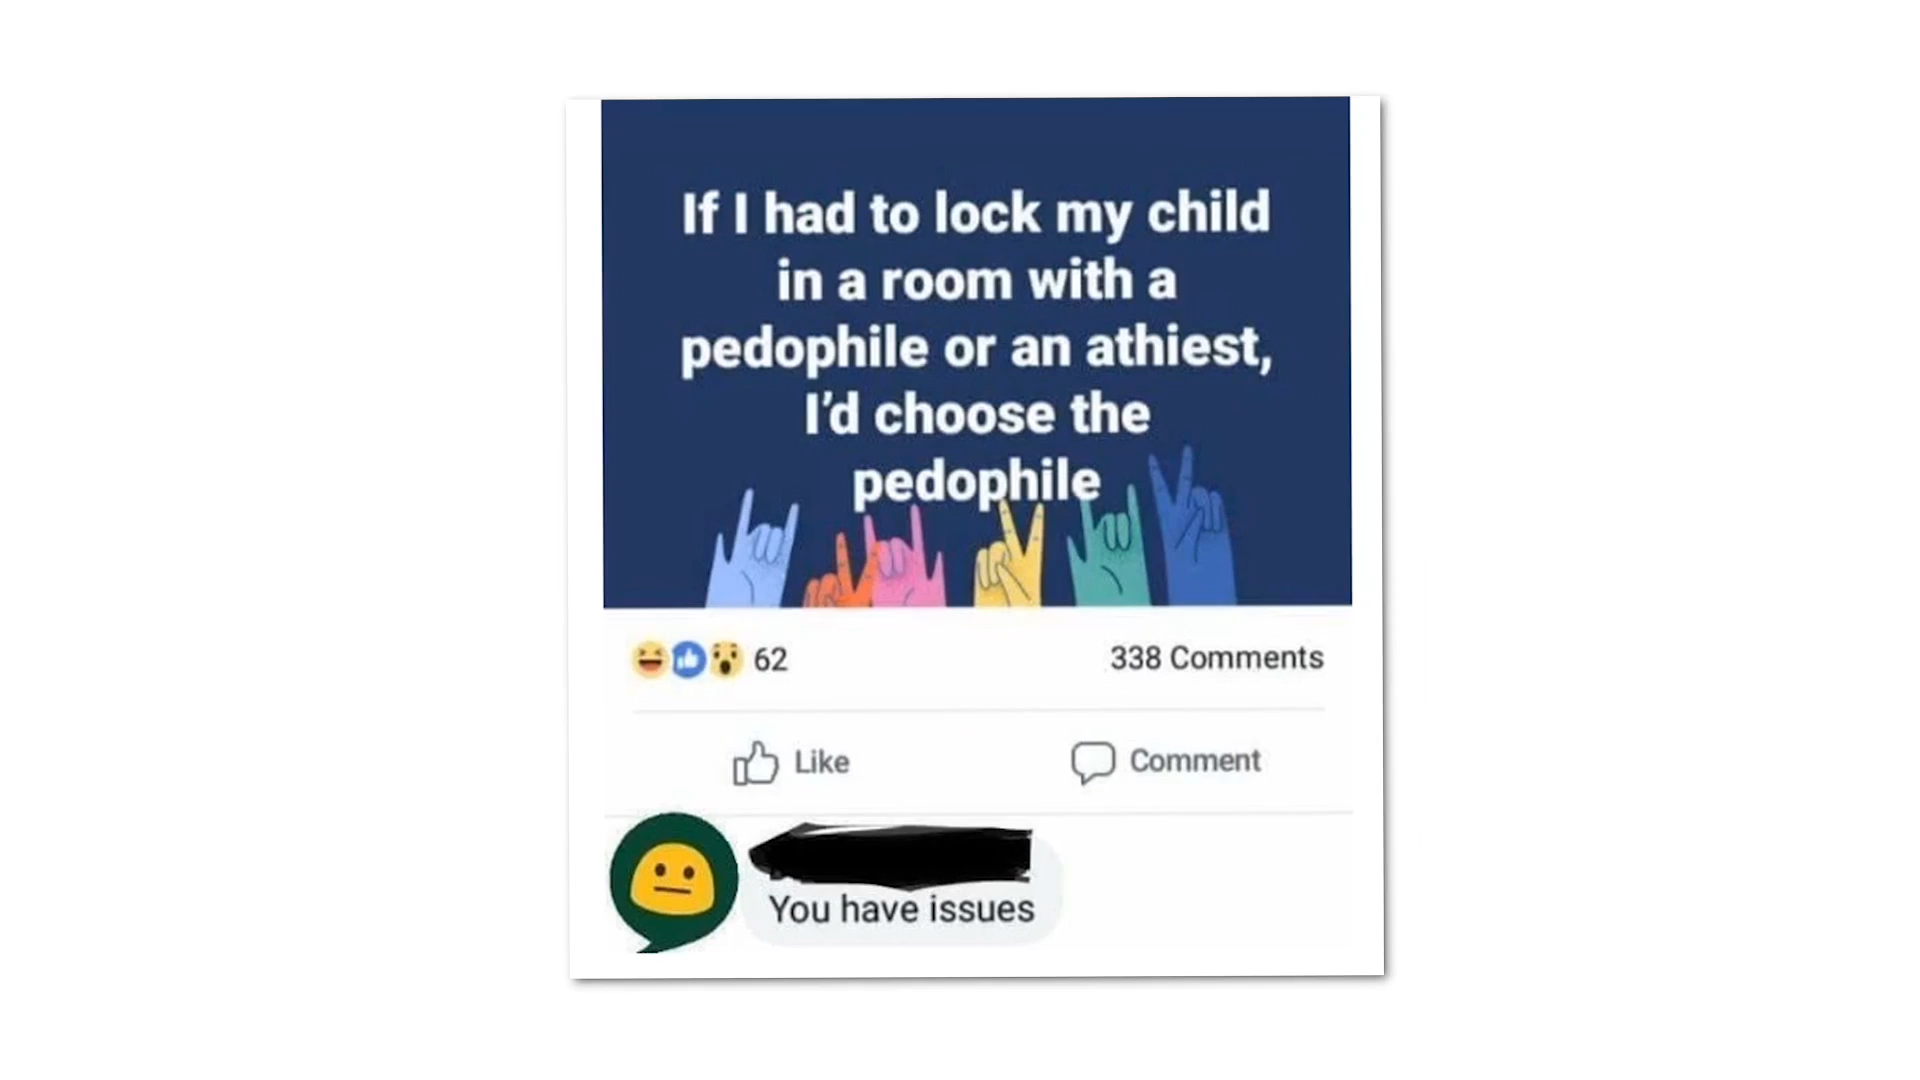 If I had to lock my child
in a room with a
pedophile or an athiest,
I'd choose the
pedophile
62
338 Comments
Like
Comment
You have issues